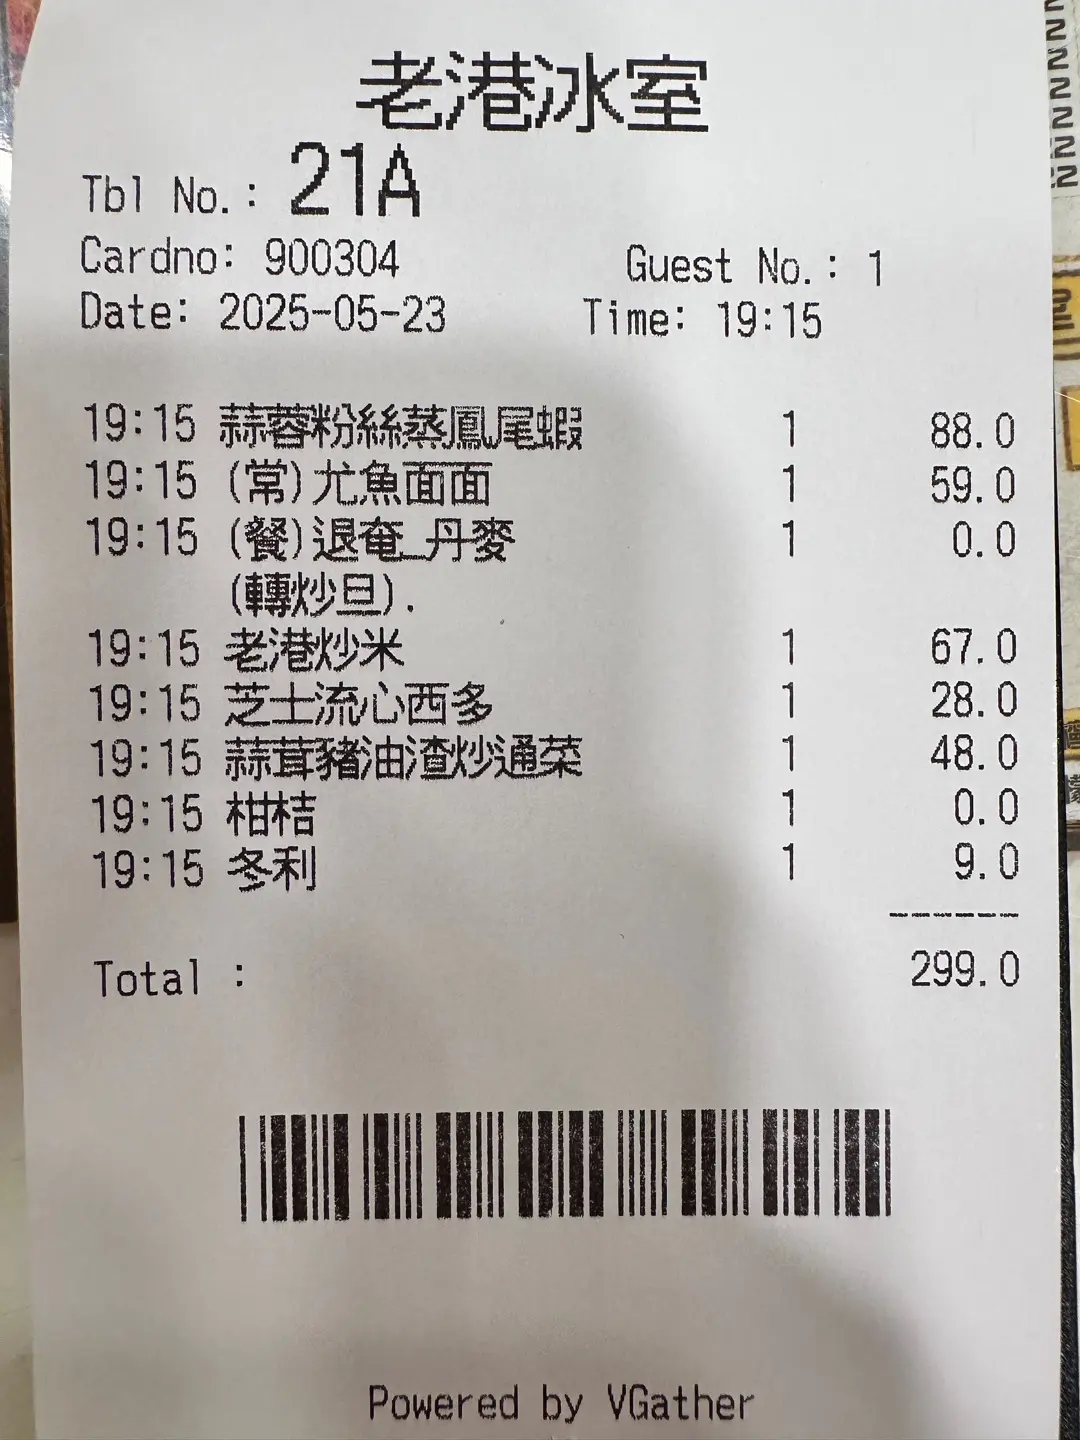 老港冰室
Tbl No.: 21A
Cardno: 900304 Guest No.: 1
Date: 2025-05-23 Time: 19:15
19:15 蒜蓉粉絲蒸鳳尾蝦 1 88.0
19:15 (常)尤魚面面 1 59.0
19:15 (餐)退奄_丹麥 1 0.0
(轉炒旦).
19:15 老港炒米 1 67.0
19:15 芝士流心西多 1 28.0
19:15 蒜茸豬油渣炒通菜 1 48.0
19:15 柑桔 1 0.0
19:15 冬利 1 9.0
Total : 299.0
Powered by VGather